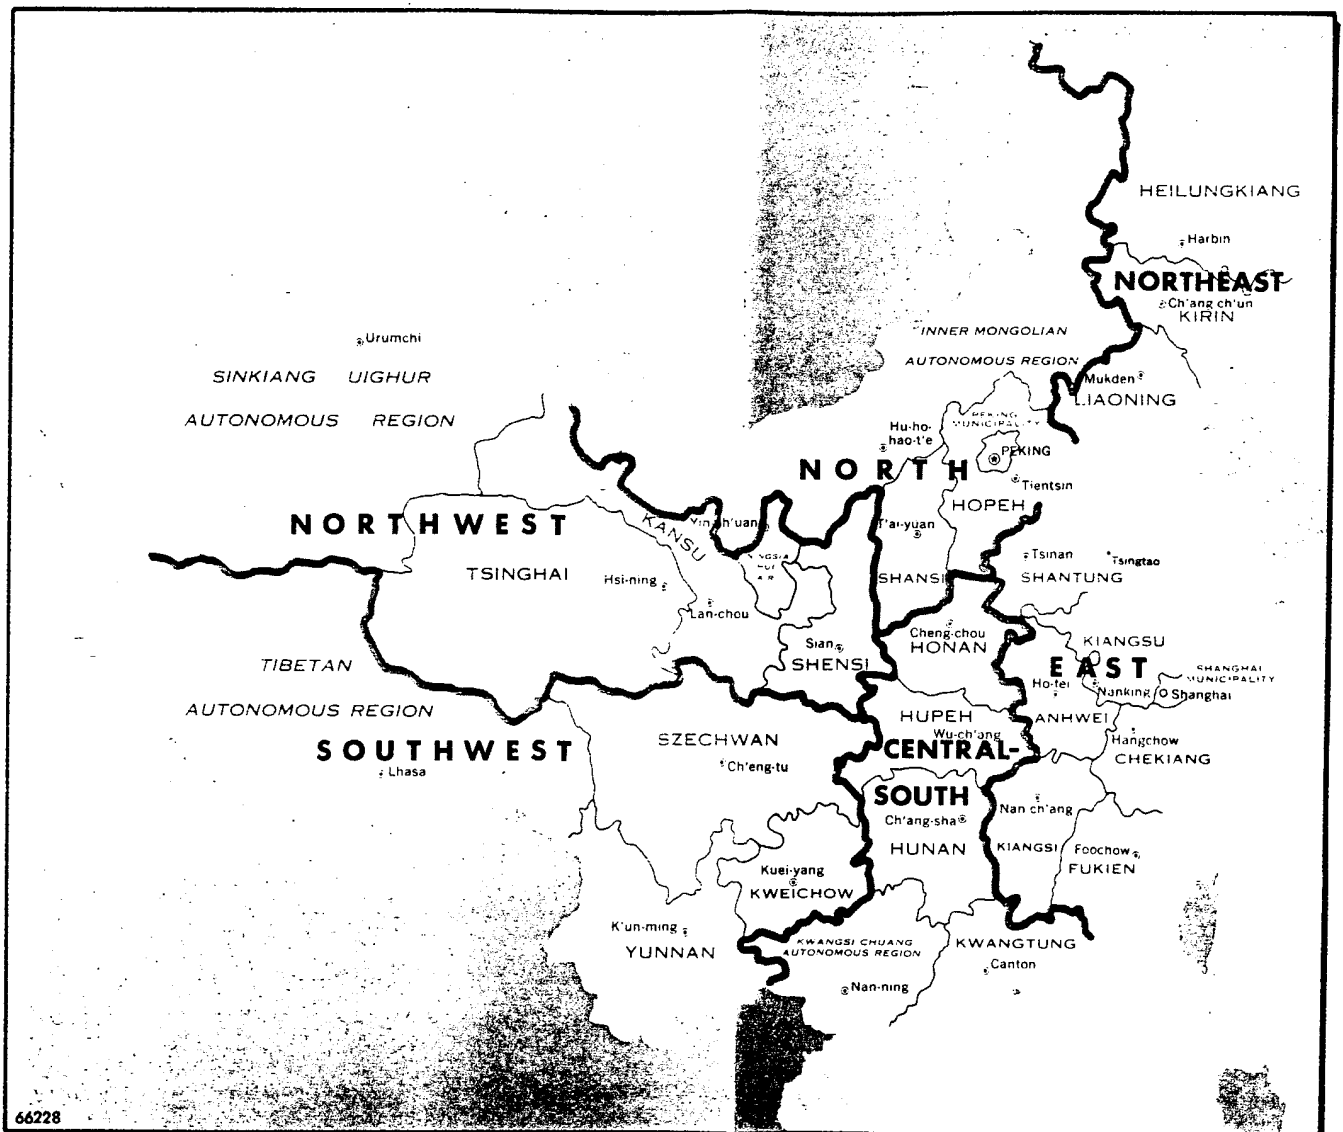 HEILUNGKIANG
Harbin
NORTHEAST
Ch'ang ch'un
KIRIN
INNER MONGOLIAN
AUTONOMOUS REGION
Urumchi
SINKIANG UIGHUR
AUTONOMOUS REGION
Mukden
LIAONING
PEKING
MUNICIPALITY
Hu-ho-
hao-t'e
PEKING
NORTH
Tientsin
HOPEH
NORTHWEST
KANSU
Yin-ch'uan
T'ai-yuan
Tsinan
Tsingtao
SHANTUNG
NINGSIA
HUI
A.R.
TSINGHAI
Hsi-ning
SHANSI
Lan-chou
Cheng-chou
HONAN
KIANGSU
Sian
SHENSI
EAST
SHANGHAI
MUNICIPALITY
TIBETAN
AUTONOMOUS REGION
Ho-fei
Nanking
Shanghai
HUPEH
ANHWEI
Wu-ch'ang
SZECHWAN
Hangchow
CHEKIANG
SOUTHWEST
CENTRAL-
SOUTH
Lhasa
Ch'eng-tu
Nan ch'ang
Ch'ang-sha
HUNAN
KIANGSI
Foochow
FUKIEN
Kuei-yang
KWEICHOW
K'un-ming
YUNNAN
KWANGSI CHUANG
AUTONOMOUS REGION
KWANGTUNG
Canton
Nan-ning
66228